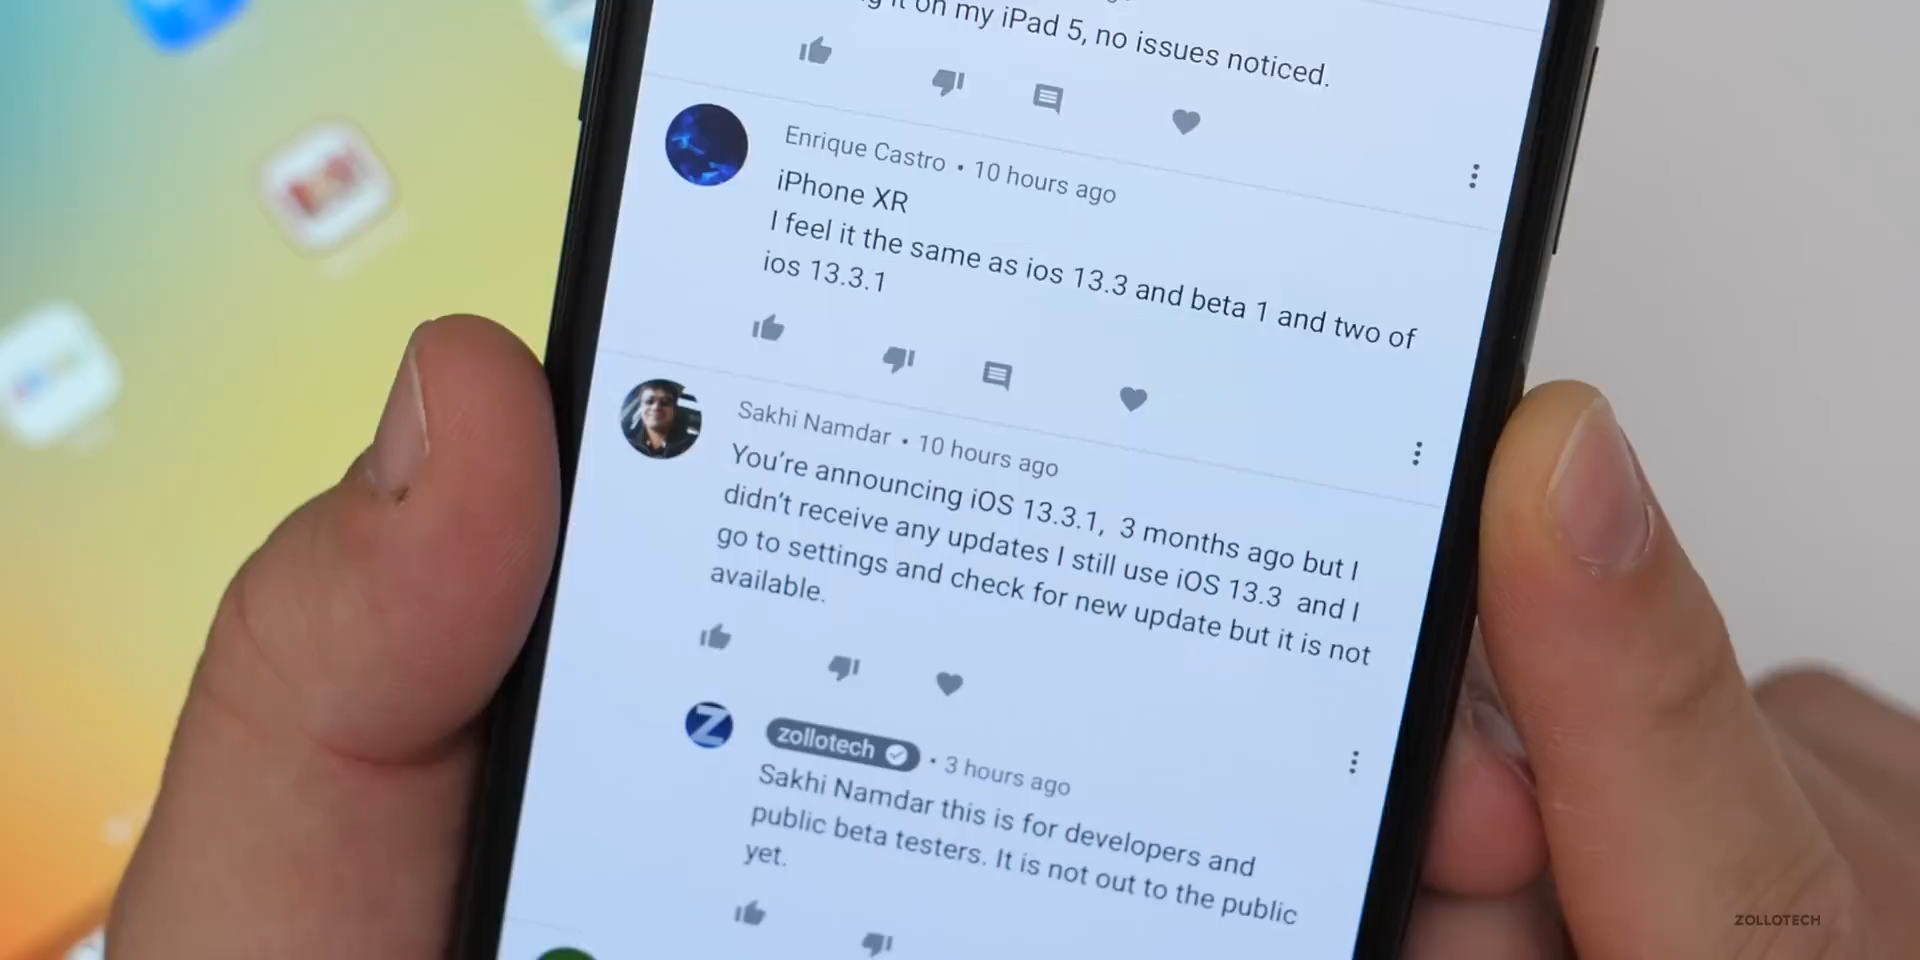 it on my iPad 5, no issues noticed.
Enrique Castro • 10 hours ago
iPhone XR
I feel it the same as ios 13.3 and beta 1 and two of
ios 13.3.1
Sakhi Namdar • 10 hours ago
You're announcing iOS 13.3.1, 3 months ago but I
didn't receive any updates I still use iOS 13.3 and I
go to settings and check for new update but it is not
available.
Z
zollotech • 3 hours ago
Sakhi Namdar this is for developers and
public beta testers. It is not out to the public
yet.
ZOLLOTECH